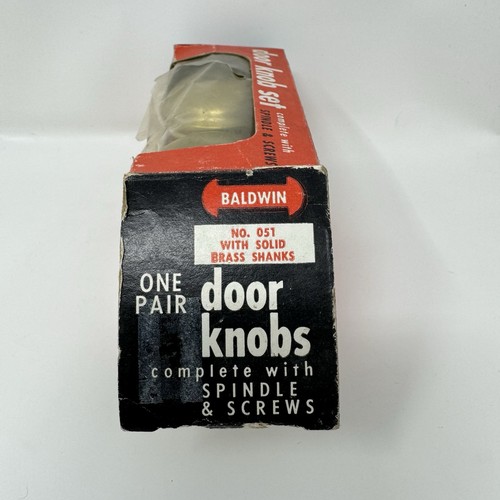 door knob set
complete with
SPINDLE & SCREWS
BALDWIN
NO. 051
WITH SOLID
BRASS SHANKS
ONE
PAIR
door
knobs
complete with
SPINDLE
& SCREWS